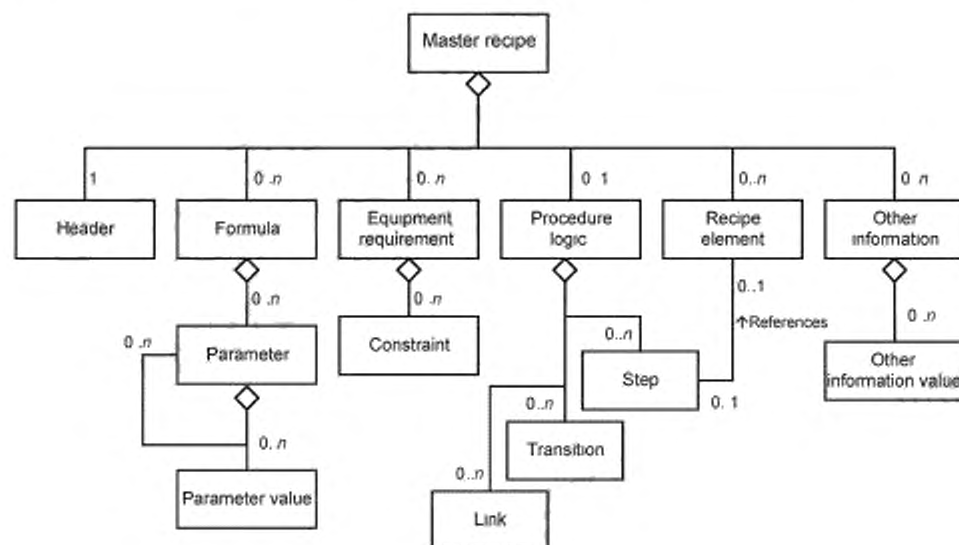 Master recipe
1
0 .n
0. n
0 1
0..n
0 n
Header
Formula
Equipment
requirement
Procedure
logic
Recipe
element
Other
information
0 .n
0 .n
0..1
↑References
0 .n
0..n
0 .n
Parameter
Constraint
Step
0. 1
Other
information value
0..n
0. n
Transition
0..n
Parameter value
Link